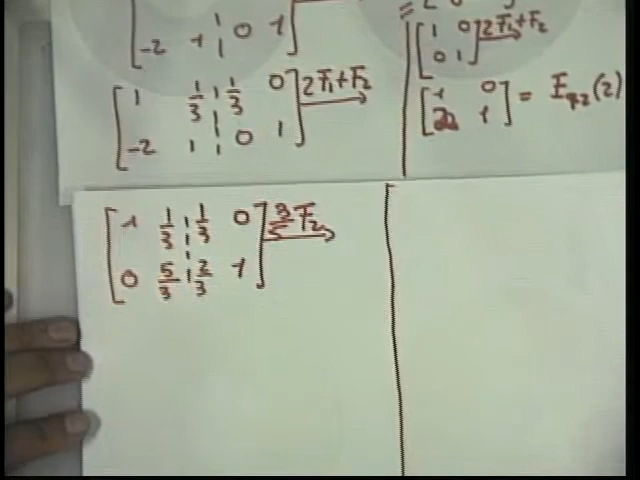 -2 1 | 0 1 ]
[ 1 1/3 | 1/3 0 ] 2F₁+F₂ →
[ -2 1 | 0 1 ]
[ 1 0 ] 2F₁+F₂ →
[ 0 1 ]
[ 1 0 ] = E₁,₂(2)
[ 2 1 ]
[ 1 1/3 | 1/3 0 ] 3/5 F₂ →
[ 0 5/3 | 2/3 1 ]